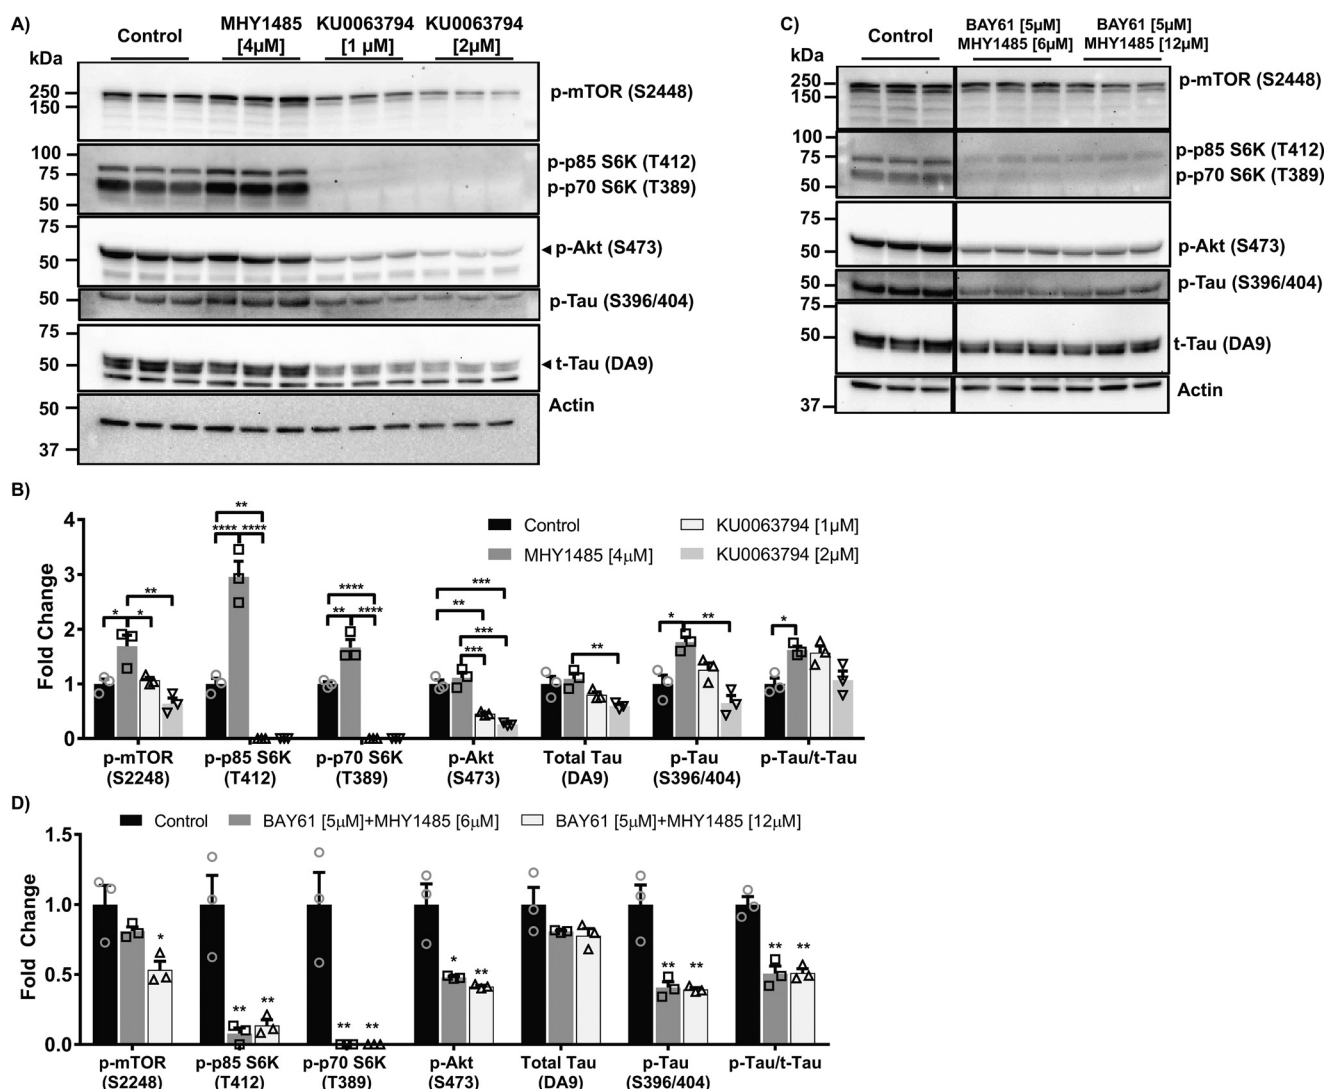 A)
Control
MHY1485
[4µM]
KU0063794
[1 µM]
KU0063794
[2µM]
kDa
250
150
p-mTOR (S2448)
100
75
50
p-p85 S6K (T412)
p-p70 S6K (T389)
75
50
p-Akt (S473)
50
p-Tau (S396/404)
75
50
t-Tau (DA9)
50
37
Actin
C)
Control
BAY61 [5µM]
MHY1485 [6µM]
BAY61 [5µM]
MHY1485 [12µM]
kDa
250
150
p-mTOR (S2448)
100
75
50
p-p85 S6K (T412)
p-p70 S6K (T389)
75
50
p-Akt (S473)
50
p-Tau (S396/404)
75
50
t-Tau (DA9)
37
Actin
B)
Fold Change
4
3
2
1
0
Control
MHY1485 [4µM]
KU0063794 [1µM]
KU0063794 [2µM]
* * **
**** **** **
** **** ****
** *** *** ***
**
* **
*
p-mTOR
(S2248)
p-p85 S6K
(T412)
p-p70 S6K
(T389)
p-Akt
(S473)
Total Tau
(DA9)
p-Tau
(S396/404)
p-Tau/t-Tau
D)
Control
BAY61 [5µM]+MHY1485 [6µM]
BAY61 [5µM]+MHY1485 [12µM]
Fold Change
1.5
1.0
0.5
0.0
*
** **
** **
* **
** **
** **
p-mTOR
(S2248)
p-p85 S6K
(T412)
p-p70 S6K
(T389)
p-Akt
(S473)
Total Tau
(DA9)
p-Tau
(S396/404)
p-Tau/t-Tau